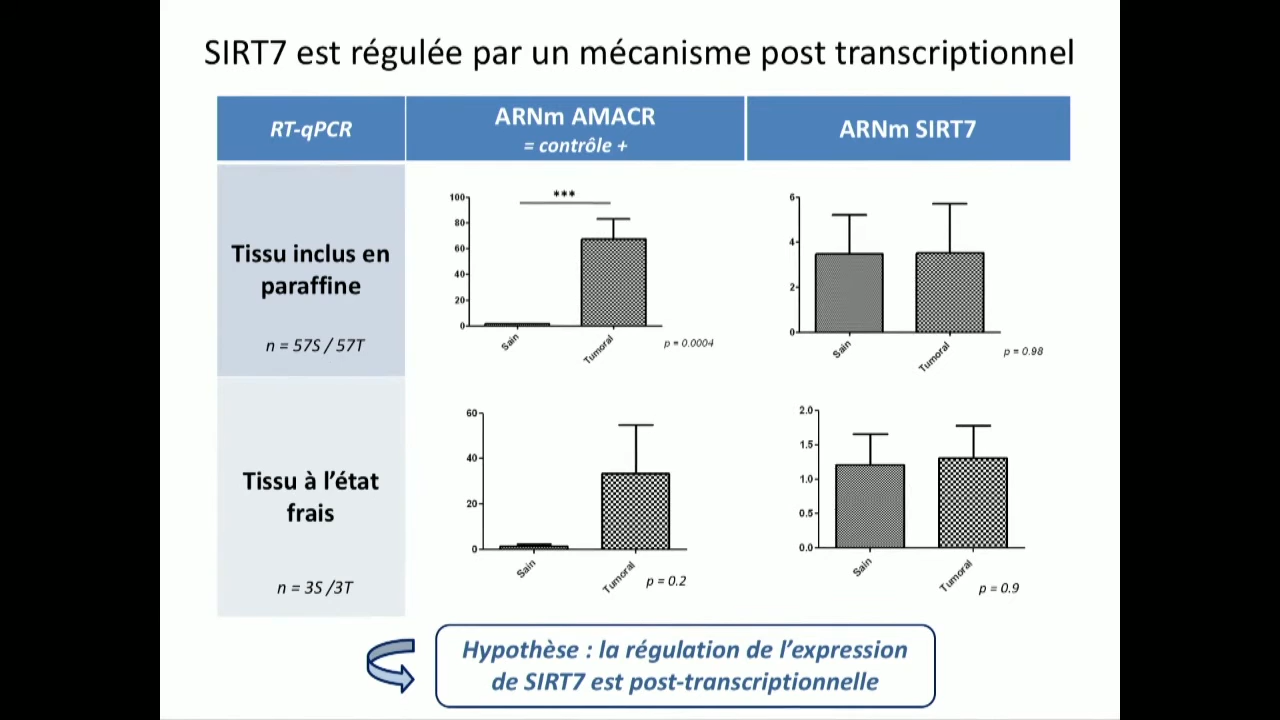 SIRT7 est régulée par un mécanisme post transcriptionnel
RT-qPCR
ARNm AMACR
= contrôle +
ARNm SIRT7
Tissu inclus en
paraffine
n = 57S / 57T
100
80
60
40
20
0
***
Sain
Tumoral
p = 0.0004
6
4
2
0
Sain
Tumoral
p = 0.98
Tissu à l’état
frais
n = 3S /3T
60
40
20
0
Sain
Tumoral
p = 0.2
2.0
1.5
1.0
0.5
0.0
Sain
Tumoral
p = 0.9
Hypothèse : la régulation de l’expression
de SIRT7 est post-transcriptionnelle